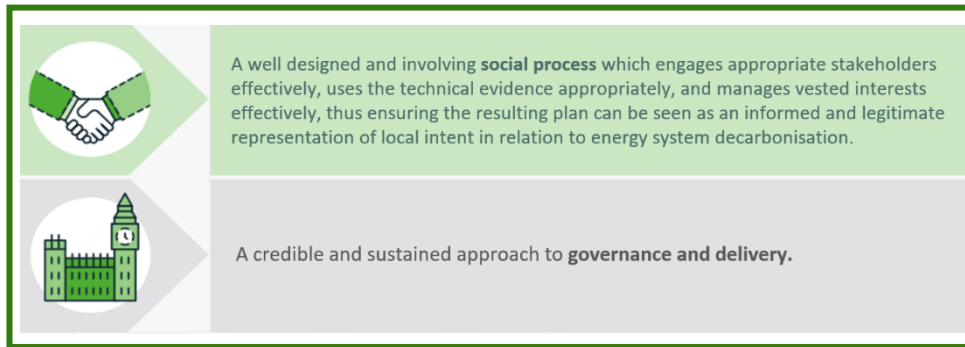 A well designed and involving social process which engages appropriate stakeholders
effectively, uses the technical evidence appropriately, and manages vested interests
effectively, thus ensuring the resulting plan can be seen as an informed and legitimate
representation of local intent in relation to energy system decarbonisation.
A credible and sustained approach to governance and delivery.